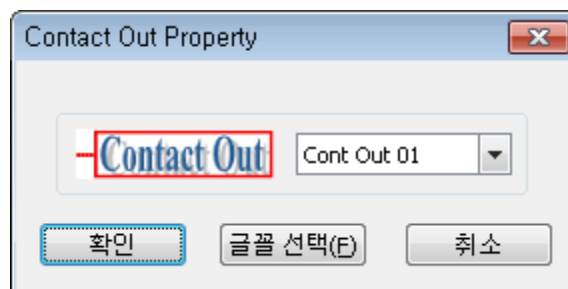 Contact Out Property
Contact Out Cont Out 01
확인 글꼴 선택(F) 취소